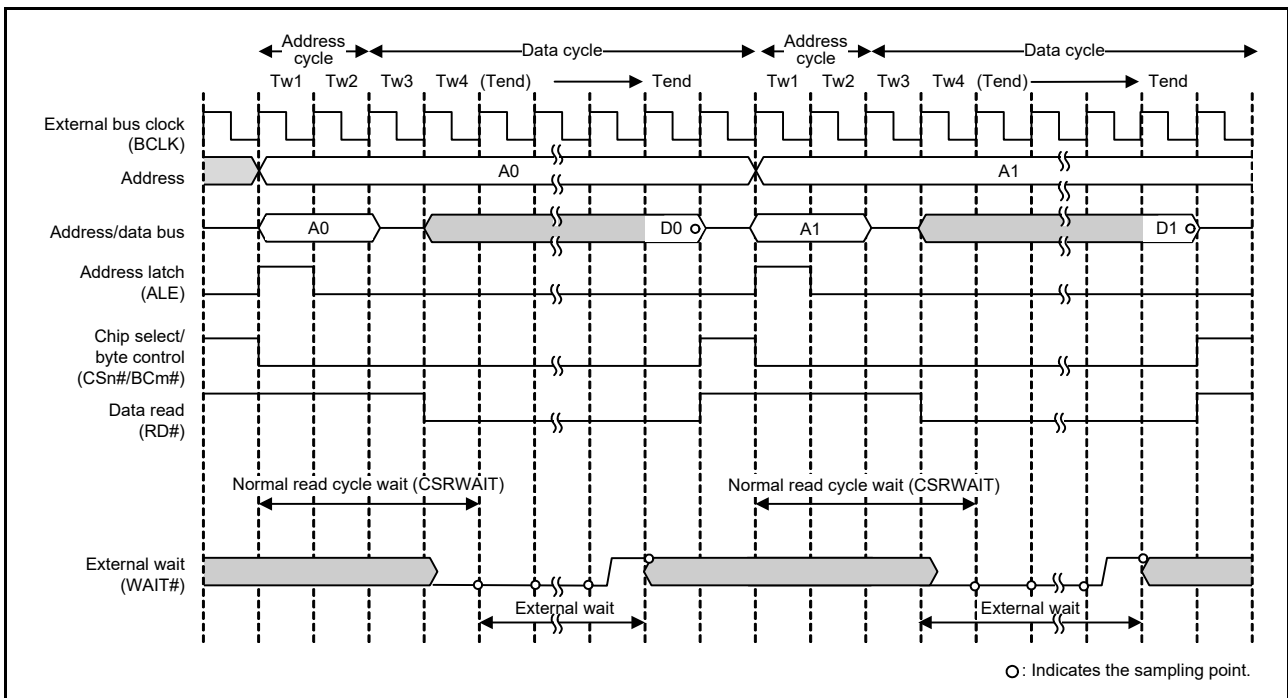 Address cycle
Data cycle
Address cycle
Data cycle
Tw1 Tw2 Tw3 Tw4 (Tend) Tend Tw1 Tw2 Tw3 Tw4 (Tend) Tend
External bus clock
(BCLK)
Address
A0
A1
Address/data bus
A0
D0
A1
D1
Address latch
(ALE)
Chip select/
byte control
(CSn#/BCm#)
Data read
(RD#)
Normal read cycle wait (CSRWAIT)
Normal read cycle wait (CSRWAIT)
External wait
(WAIT#)
External wait
External wait
: Indicates the sampling point.